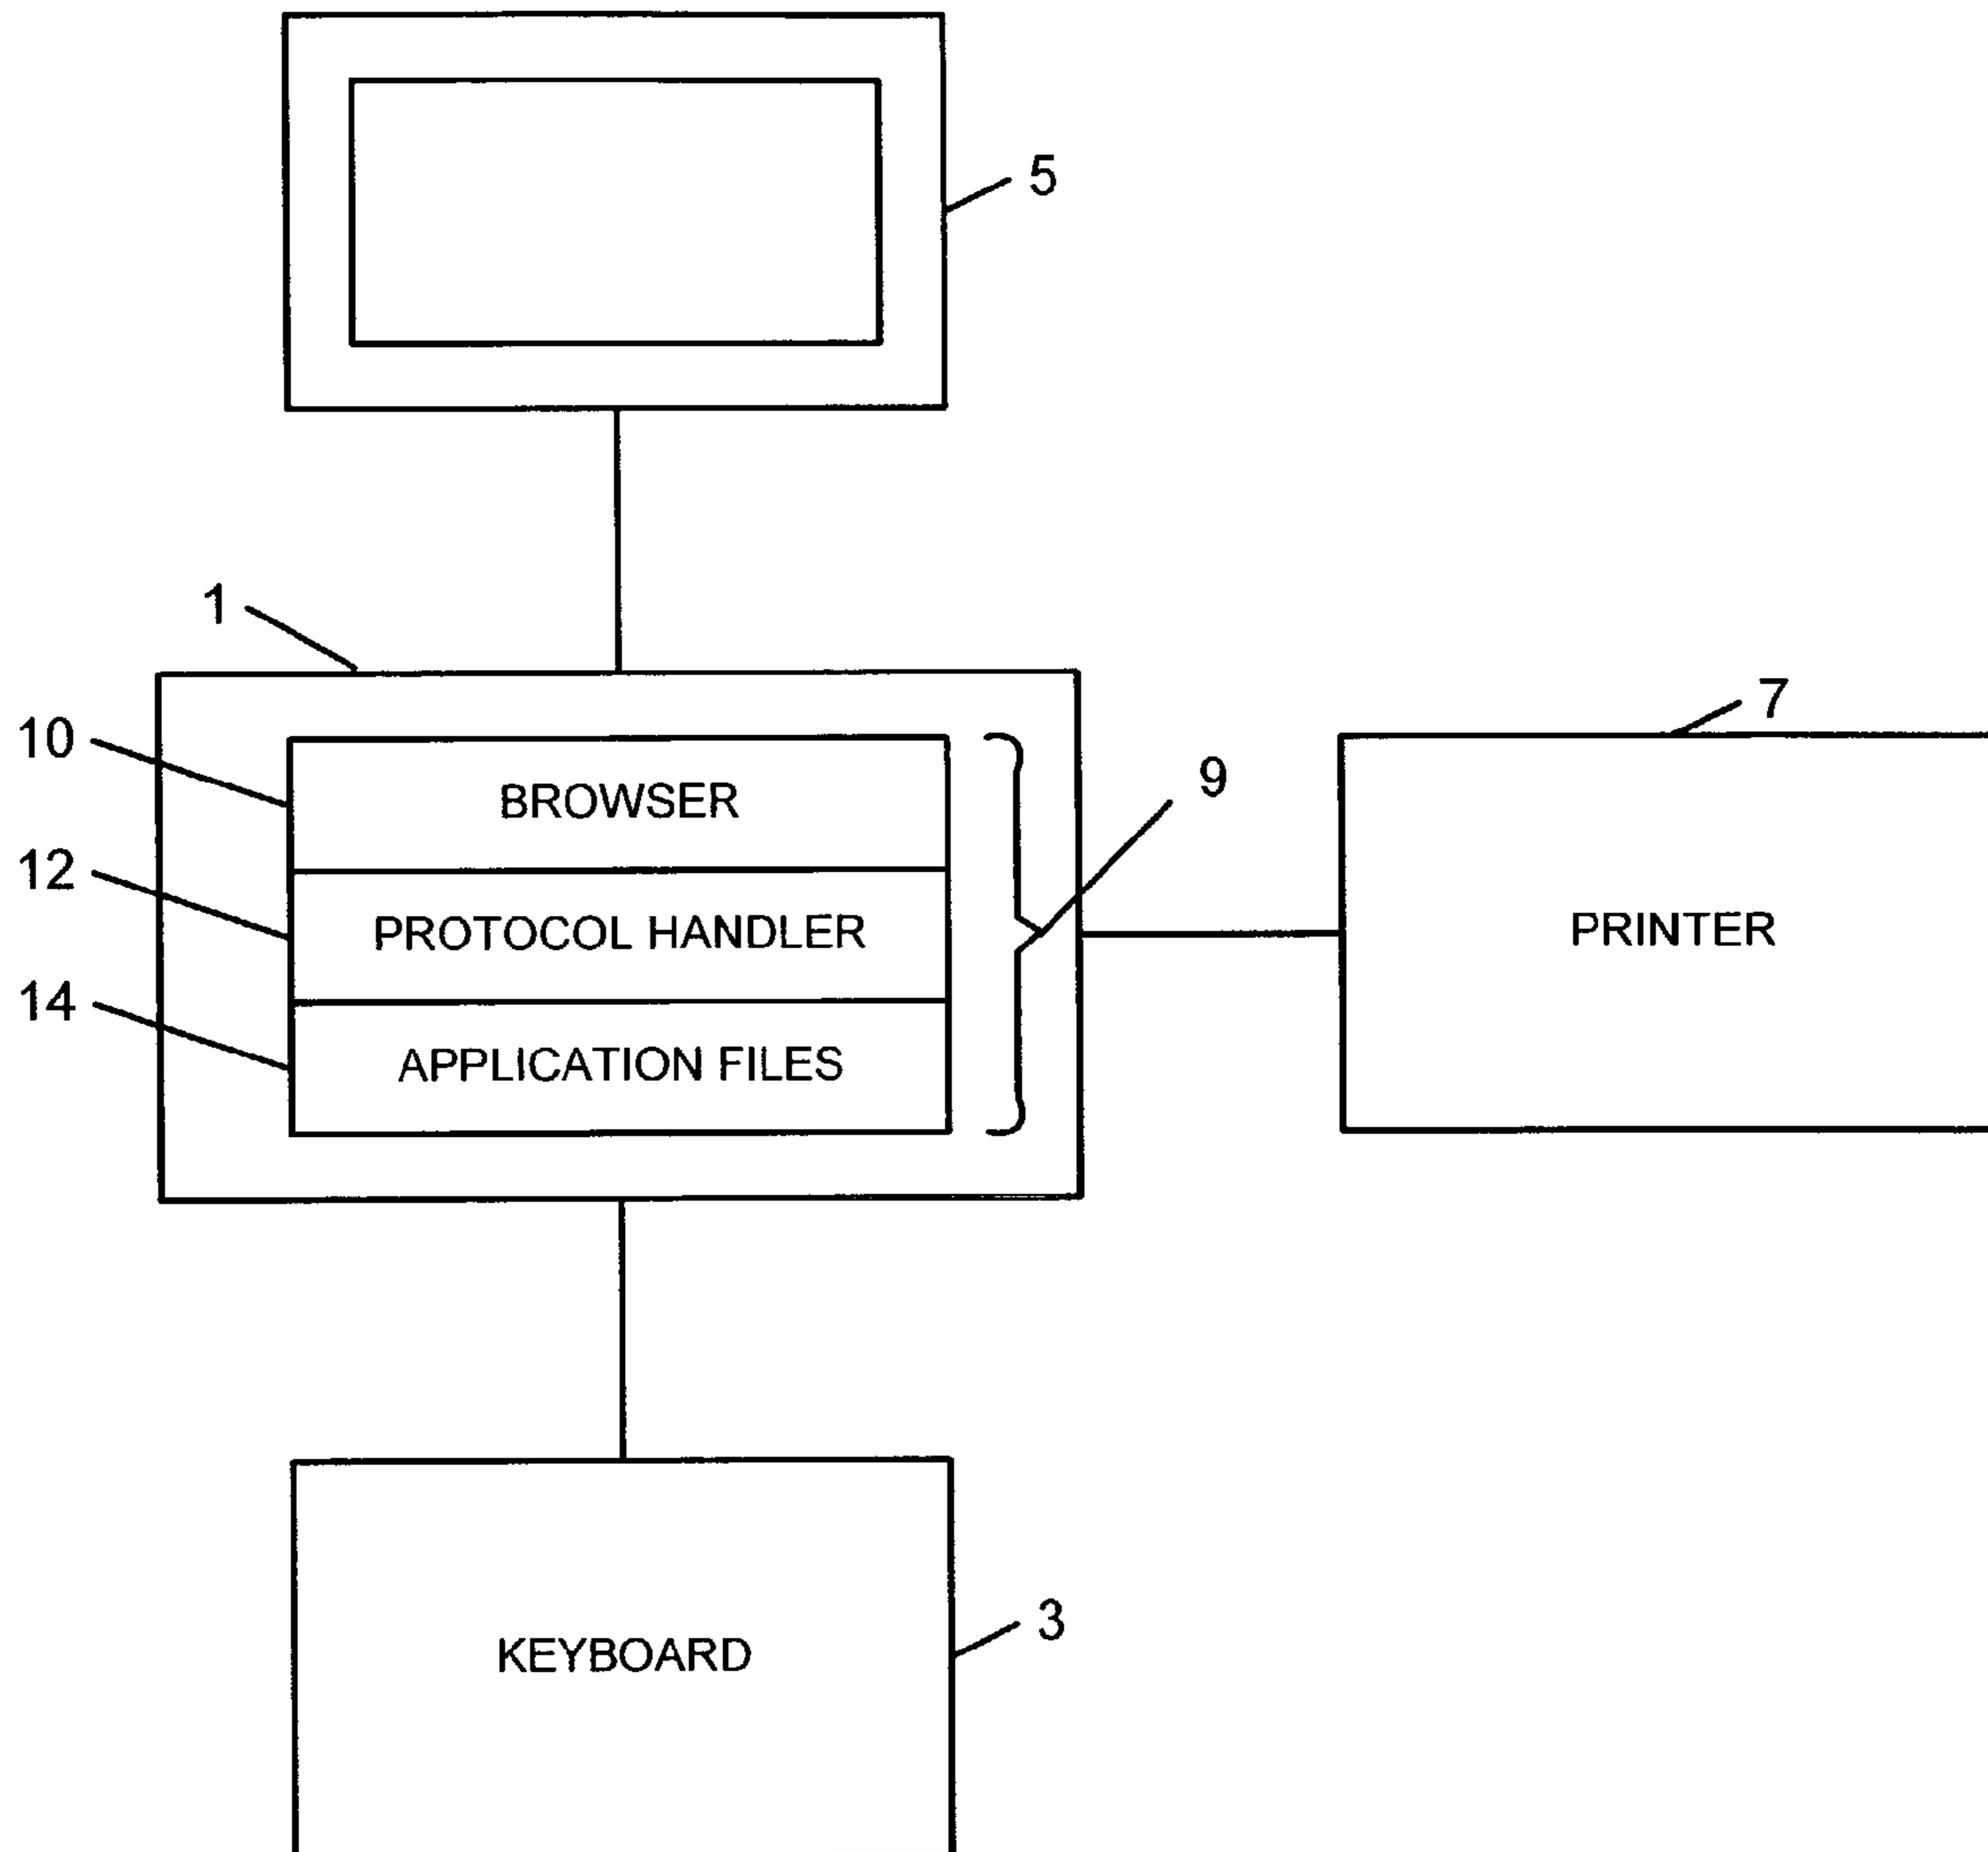 5
1
7
10
BROWSER
9
12
PROTOCOL HANDLER
PRINTER
14
APPLICATION FILES
3
KEYBOARD